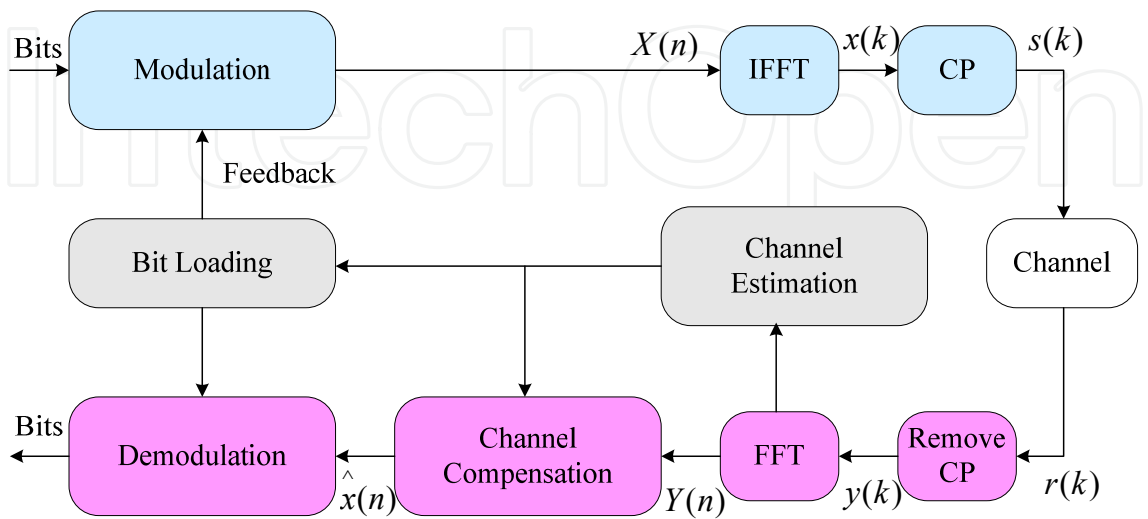 Bits
Modulation
X(n)
IFFT
x(k)
CP
s(k)
IntechOpen
Feedback
Bit Loading
Channel
Estimation
Channel
Bits
Demodulation
x̂(n)
Channel
Compensation
Y(n)
FFT
y(k)
Remove
CP
r(k)